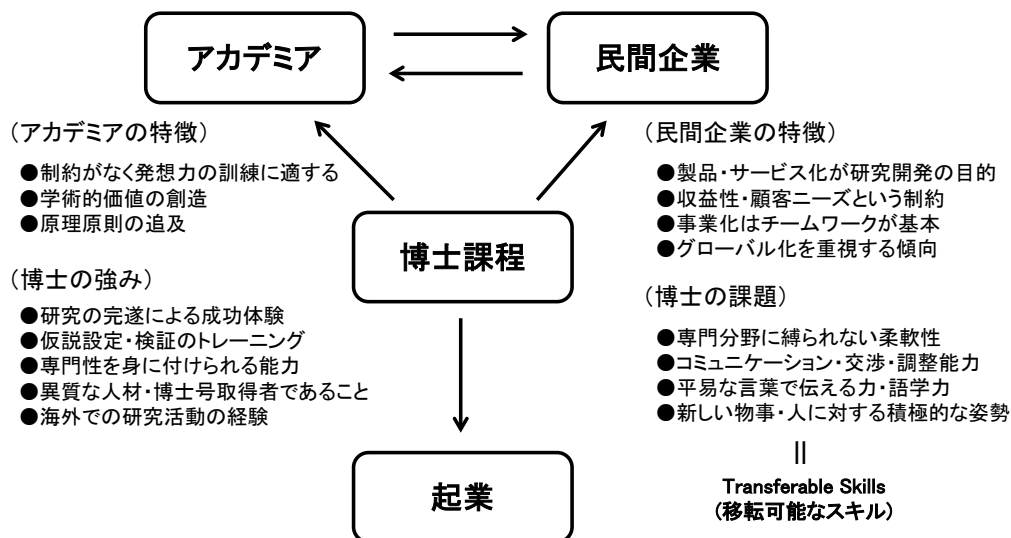 アカデミア
民間企業
（アカデミアの特徴）
●制約がなく発想力の訓練に適する
●学術的価値の創造
●原理原則の追及
（民間企業の特徴）
●製品・サービス化が研究開発の目的
●収益性・顧客ニーズという制約
●事業化はチームワークが基本
●グローバル化を重視する傾向
博士課程
（博士の強み）
●研究の完遂による成功体験
●仮説設定・検証のトレーニング
●専門性を身に付けられる能力
●異質な人材・博士号取得者であること
●海外での研究活動の経験
（博士の課題）
●専門分野に縛られない柔軟性
●コミュニケーション・交渉・調整能力
●平易な言葉で伝える力・語学力
●新しい物事・人に対する積極的な姿勢
||
Transferable Skills
（移転可能なスキル）
起業